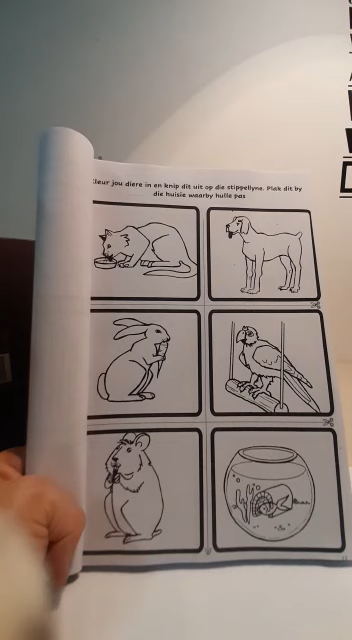 Kleur jou diere in en knip dit uit op die stippellyne. Plak dit by
die huisie waarby hulle pas